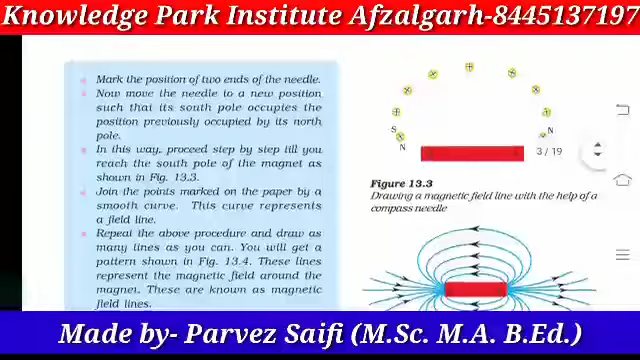 Knowledge Park Institute Afzalgarh-8445137197
Mark the position of two ends of the needle.
Now move the needle to a new position
such that its south pole occupies the
position previously occupied by its north
pole.
In this way, proceed step by step till you
reach the south pole of the magnet as
shown in Fig. 13.3.
Join the points marked on the paper by a
smooth curve. This curve represents
a field line.
Repeat the above procedure and draw as
many lines as you can. You will get a
pattern shown in Fig. 13.4. These lines
represent the magnetic field around the
magnet. These are known as magnetic
field lines.
S
N
N
3 / 19
Figure 13.3
Drawing a magnetic field line with the help of a
compass needle
Made by- Parvez Saifi (M.Sc. M.A. B.Ed.)